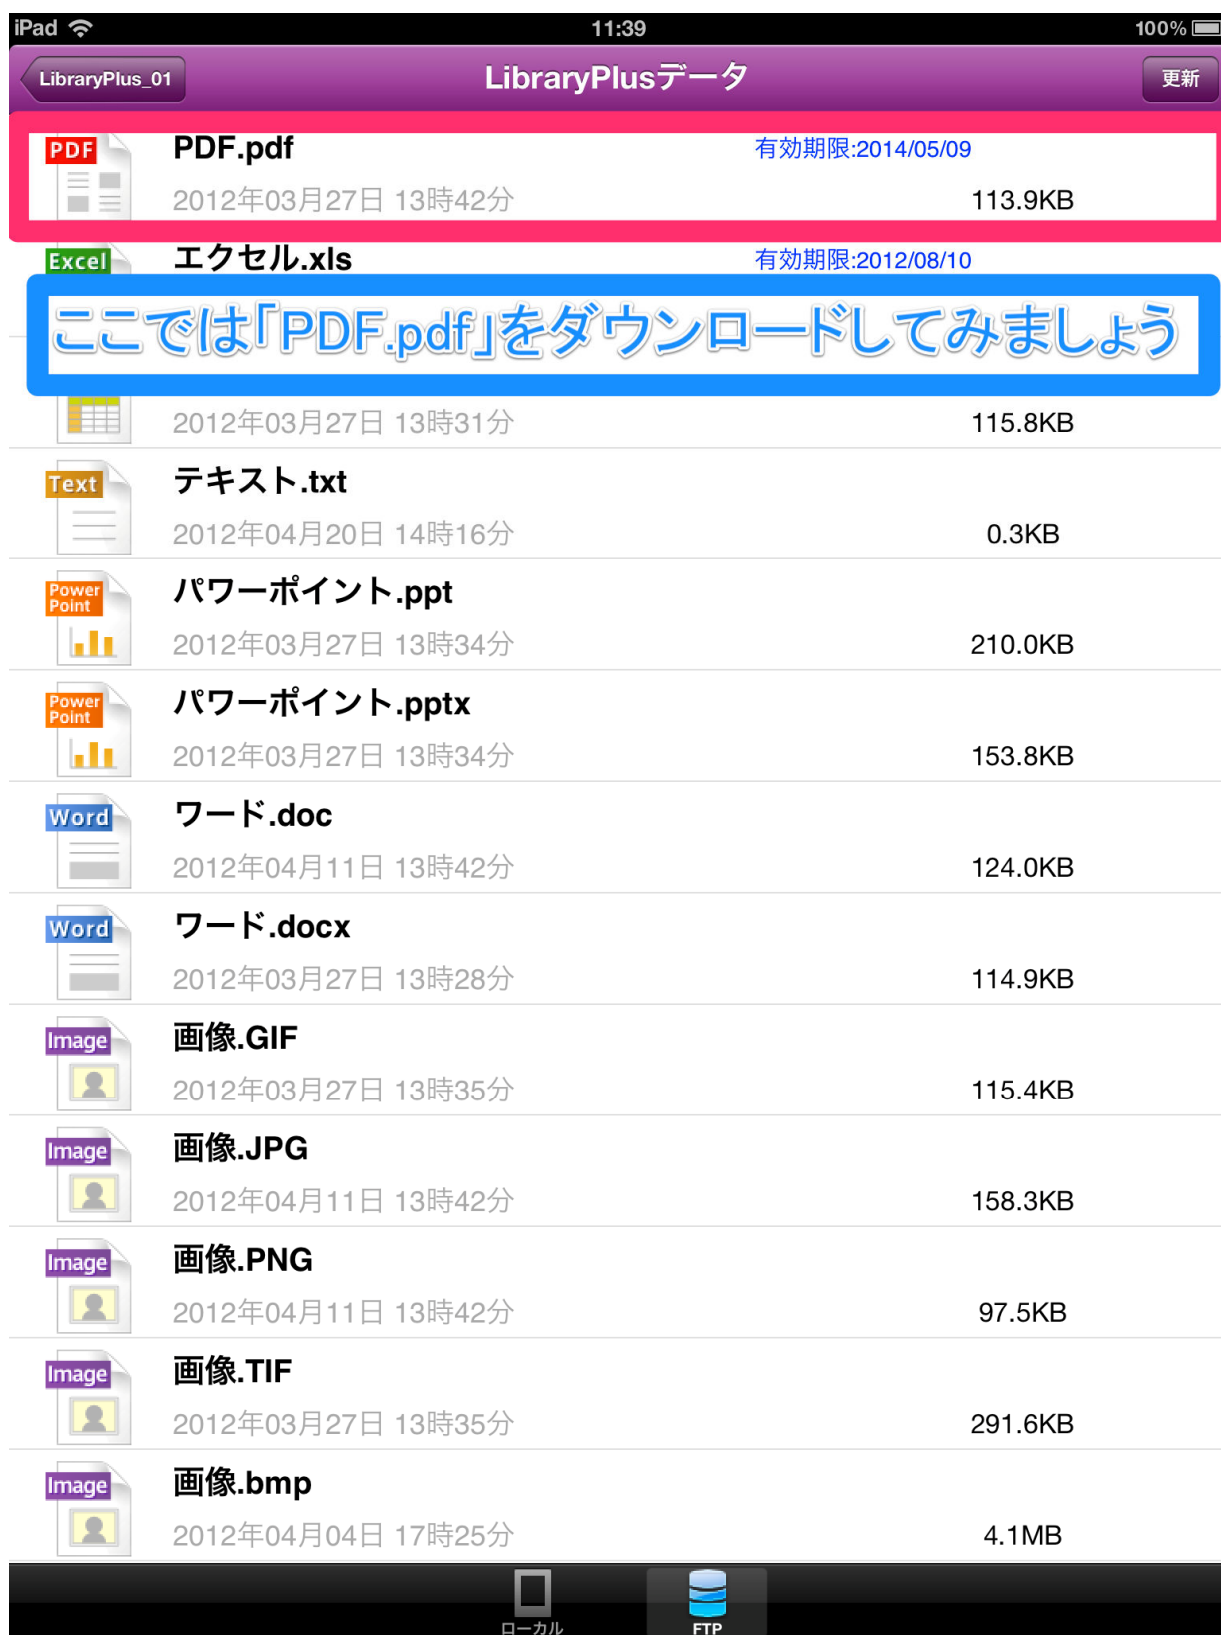 iPad 11:39 100%
LibraryPlus_01 LibraryPlusデータ 更新
PDF PDF.pdf 有効期限:2014/05/09
2012年03月27日 13時42分 113.9KB
Excel エクセル.xls 有効期限:2012/08/10
ここでは「PDF.pdf」をダウンロードしてみましょう
2012年03月27日 13時31分 115.8KB
Text テキスト.txt
2012年04月20日 14時16分 0.3KB
Power Point パワーポイント.ppt
2012年03月27日 13時34分 210.0KB
Power Point パワーポイント.pptx
2012年03月27日 13時34分 153.8KB
Word ワード.doc
2012年04月11日 13時42分 124.0KB
Word ワード.docx
2012年03月27日 13時28分 114.9KB
Image 画像.GIF
2012年03月27日 13時35分 115.4KB
Image 画像.JPG
2012年04月11日 13時42分 158.3KB
Image 画像.PNG
2012年04月11日 13時42分 97.5KB
Image 画像.TIF
2012年03月27日 13時35分 291.6KB
Image 画像.bmp
2012年04月04日 17時25分 4.1MB
ローカル FTP